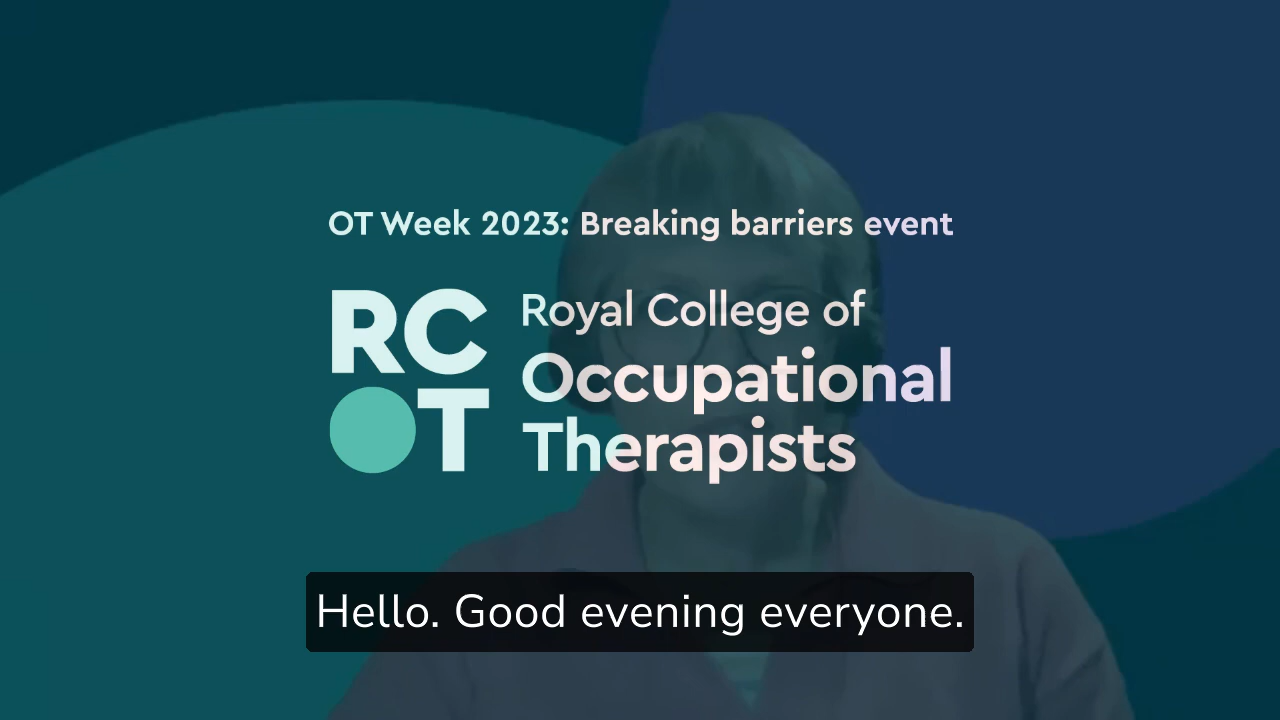 OT Week 2023: Breaking barriers event
RC
OT
Royal College of
Occupational
Therapists
Hello. Good evening everyone.